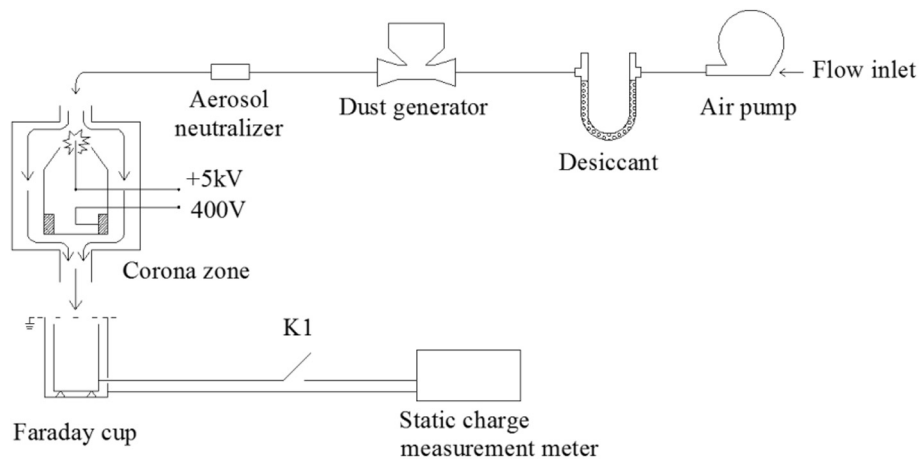 Flow inlet
Air pump
Desiccant
Dust generator
Aerosol
neutralizer
+5kV
400V
Corona zone
K1
Faraday cup
Static charge
measurement meter